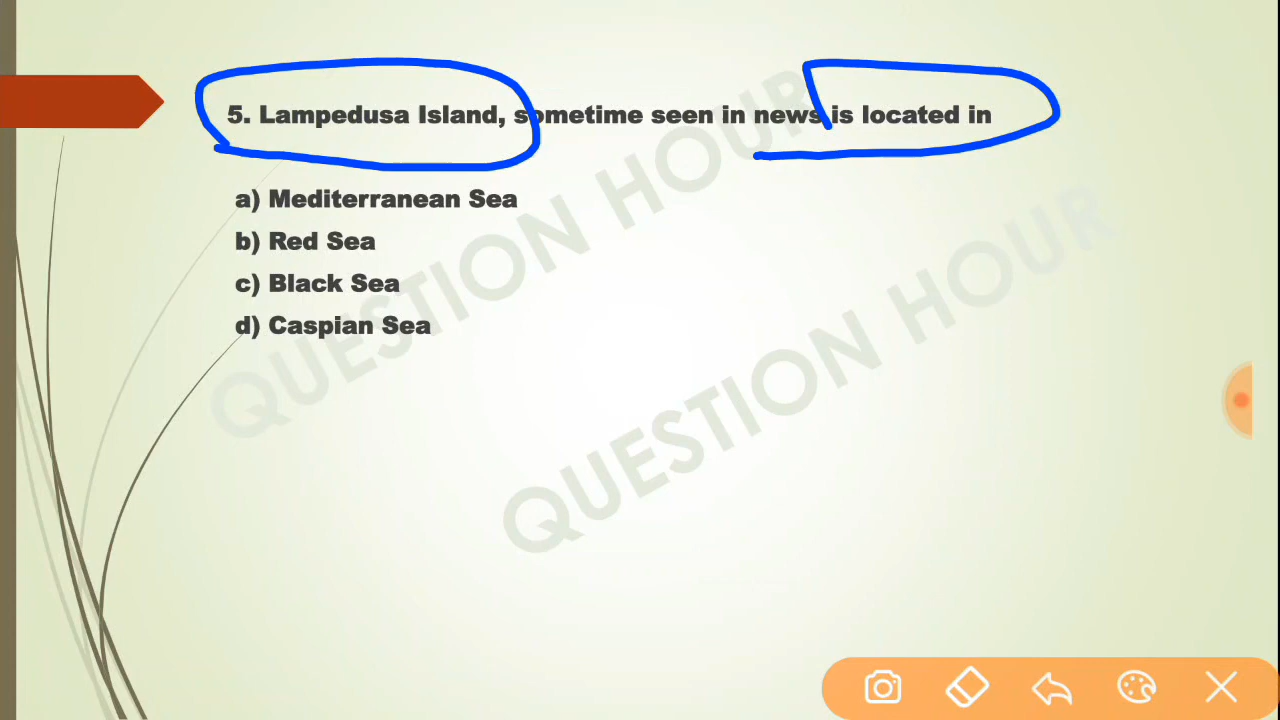 5. Lampedusa Island, sometime seen in news is located in
a) Mediterranean Sea
b) Red Sea
c) Black Sea
d) Caspian Sea
QUESTION HOUR
QUESTION HOUR